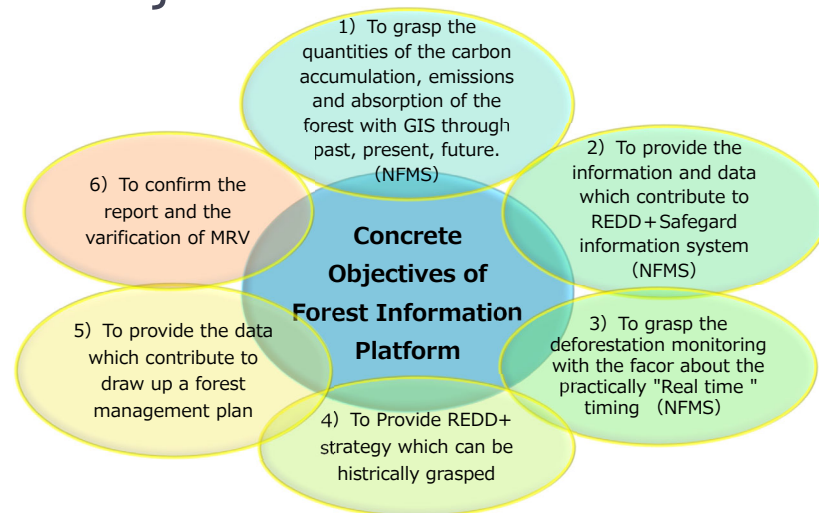 1）To grasp the
quantities of the carbon
accumulation, emissions
and absorption of the
forest with GIS through
past, present, future.
（NFMS）
2）To provide the
information and data
which contribute to
REDD＋Safegard
information system
（NFMS）
3）To grasp the
deforestation monitoring
with the facor about the
practically "Real time "
timing （NFMS）
4）To Provide REDD+
strategy which can be
histrically grasped
5）To provide the data
which contribute to
draw up a forest
management plan
6）To confirm the
report and the
varification of MRV
Concrete
Objectives of
Forest Information
Platform